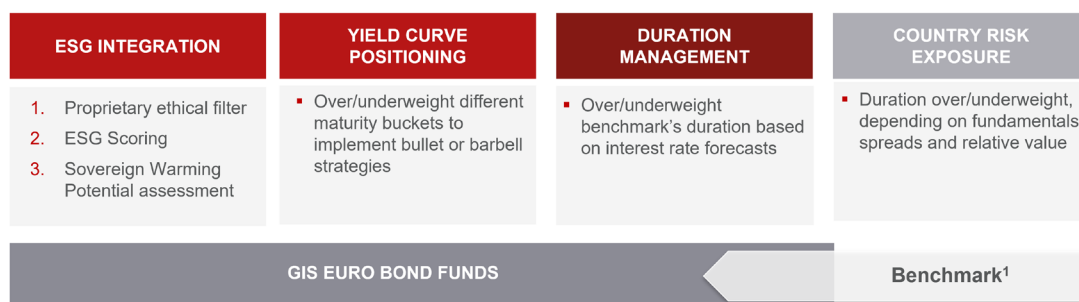 ESG INTEGRATION
1. Proprietary ethical filter
2. ESG Scoring
3. Sovereign Warming
Potential assessment
YIELD CURVE
POSITIONING
▪ Over/underweight different
maturity buckets to
implement bullet or barbell
strategies
DURATION
MANAGEMENT
▪ Over/underweight
benchmark's duration based
on interest rate forecasts
COUNTRY RISK
EXPOSURE
▪ Duration over/underweight,
depending on fundamentals
spreads and relative value
GIS EURO BOND FUNDS
Benchmark¹